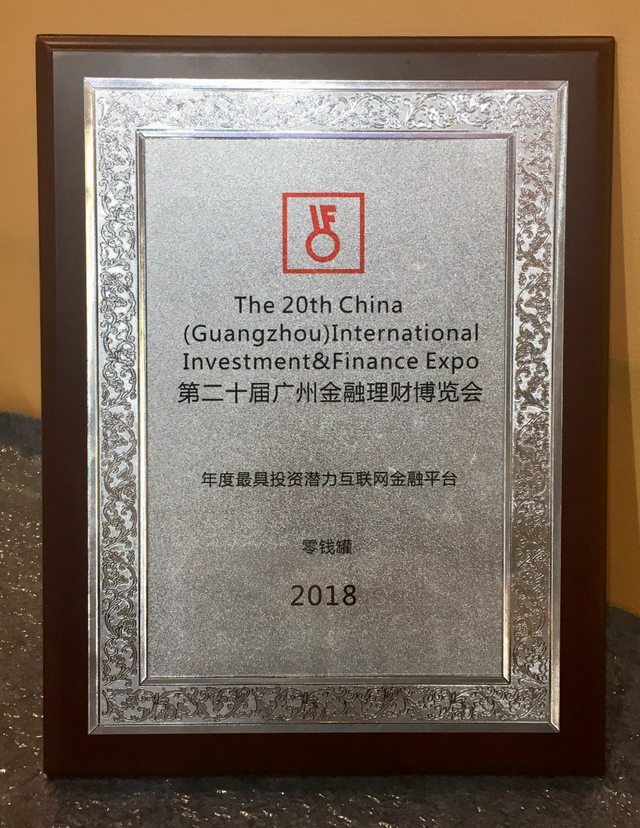 IF
The 20th China
(Guangzhou)International
Investment&Finance Expo
第二十届广州金融理财博览会
年度最具投资潜力互联网金融平台
零钱罐
2018